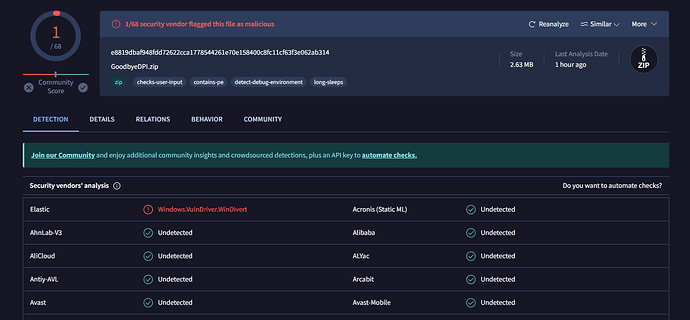 1
/ 68
Community
Score
1/68 security vendor flagged this file as malicious
Reanalyze
Similar
More
e8819dbaf948fdd72622cca1778544261e70e158400c8fc11cf63f3e062ab314
GoodbyeDPI.zip
zip
checks-user-input
contains-pe
detect-debug-environment
long-sleeps
Size
2.63 MB
Last Analysis Date
1 hour ago
ZIP
DETECTION DETAILS RELATIONS BEHAVIOR COMMUNITY
Join our Community and enjoy additional community insights and crowdsourced detections, plus an API key to automate checks.
Security vendors' analysis Do you want to automate checks?
Elastic Windows.VulnDriver.WinDivert Acronis (Static ML) Undetected
AhnLab-V3 Undetected Alibaba Undetected
AliCloud Undetected ALYac Undetected
Antiy-AVL Undetected Arcabit Undetected
Avast Undetected Avast-Mobile Undetected